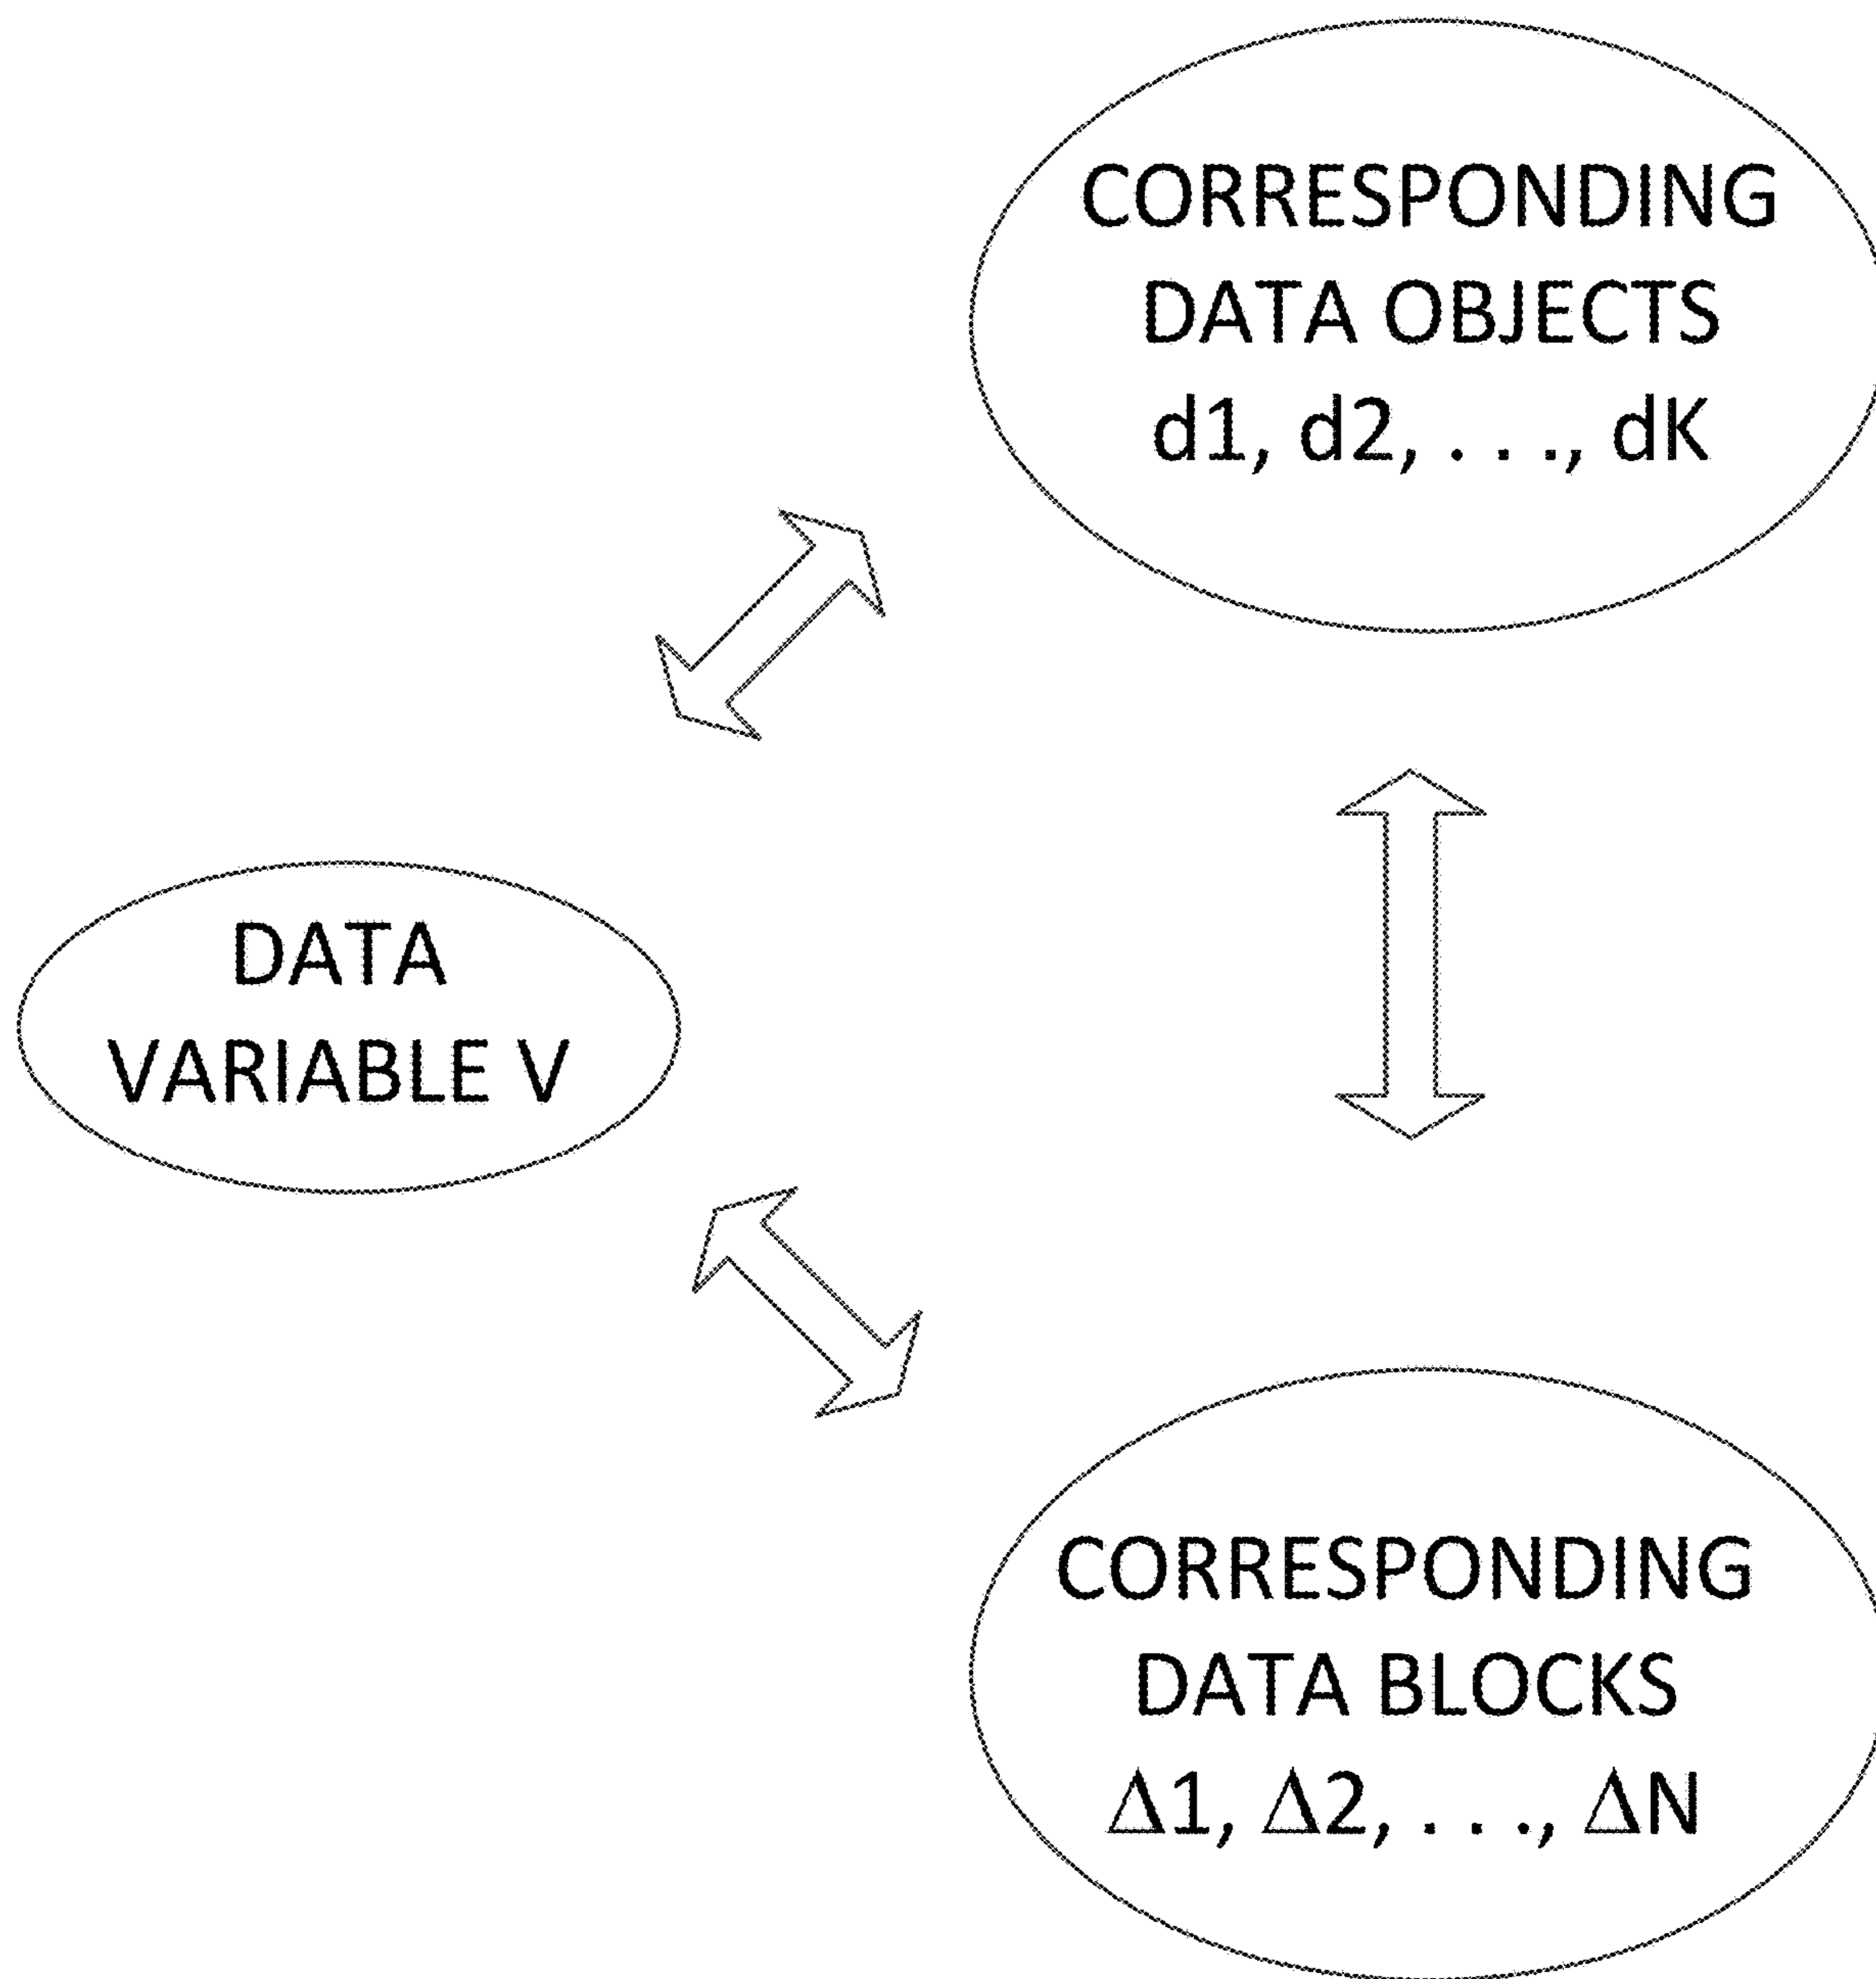 CORRESPONDING
DATA OBJECTS
d1, d2, . . ., dK
DATA
VARIABLE V
CORRESPONDING
DATA BLOCKS
Δ1, Δ2, . . ., ΔN